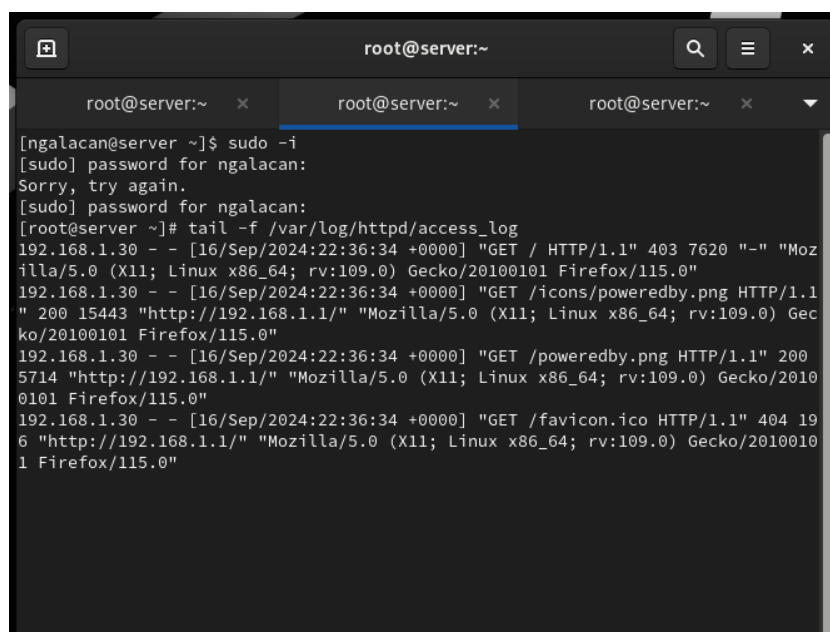 root@server:~
root@server:~ root@server:~ root@server:~
[ngalacan@server ~]$ sudo -i
[sudo] password for ngalacan:
Sorry, try again.
[sudo] password for ngalacan:
[root@server ~]# tail -f /var/log/httpd/access_log
192.168.1.30 - - [16/Sep/2024:22:36:34 +0000] "GET / HTTP/1.1" 403 7620 "-" "Moz
illa/5.0 (X11; Linux x86_64; rv:109.0) Gecko/20100101 Firefox/115.0"
192.168.1.30 - - [16/Sep/2024:22:36:34 +0000] "GET /icons/poweredby.png HTTP/1.1
" 200 15443 "http://192.168.1.1/" "Mozilla/5.0 (X11; Linux x86_64; rv:109.0) Gec
ko/20100101 Firefox/115.0"
192.168.1.30 - - [16/Sep/2024:22:36:34 +0000] "GET /poweredby.png HTTP/1.1" 200
5714 "http://192.168.1.1/" "Mozilla/5.0 (X11; Linux x86_64; rv:109.0) Gecko/2010
0101 Firefox/115.0"
192.168.1.30 - - [16/Sep/2024:22:36:34 +0000] "GET /favicon.ico HTTP/1.1" 404 19
6 "http://192.168.1.1/" "Mozilla/5.0 (X11; Linux x86_64; rv:109.0) Gecko/2010010
1 Firefox/115.0"